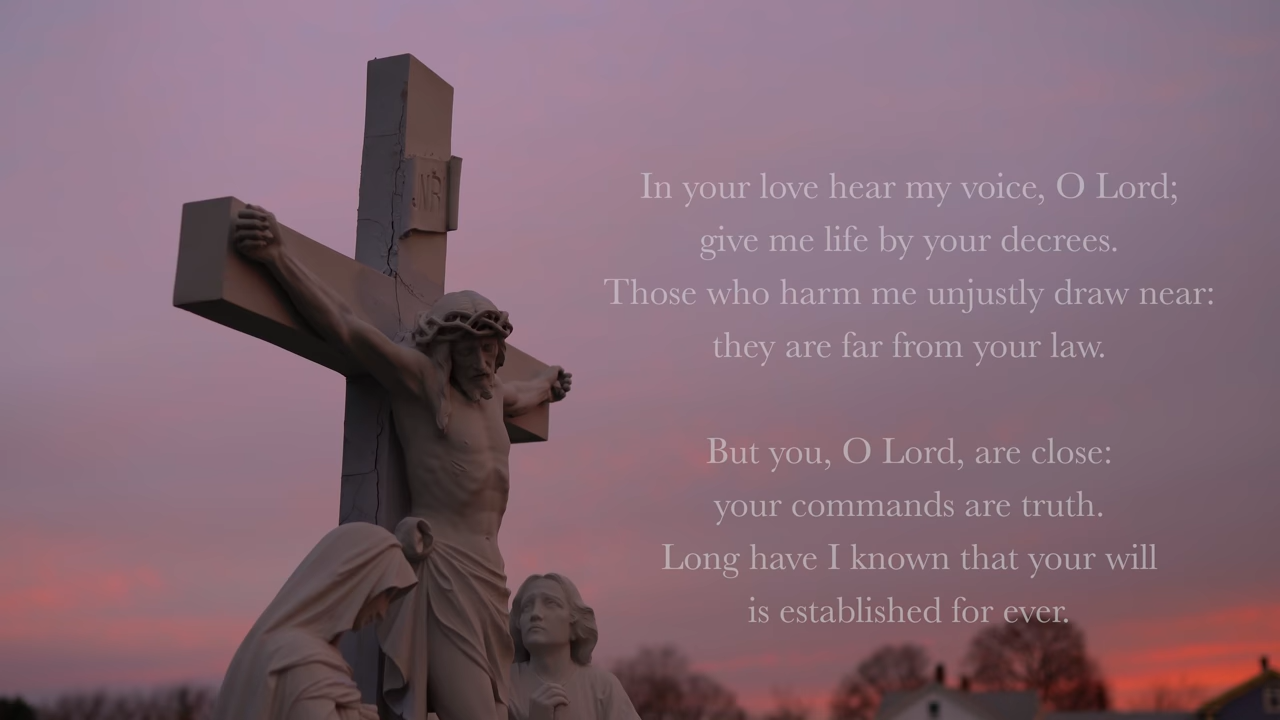 INRI
In your love hear my voice, O Lord;
give me life by your decrees.
Those who harm me unjustly draw near:
they are far from your law.
But you, O Lord, are close:
your commands are truth.
Long have I known that your will
is established for ever.